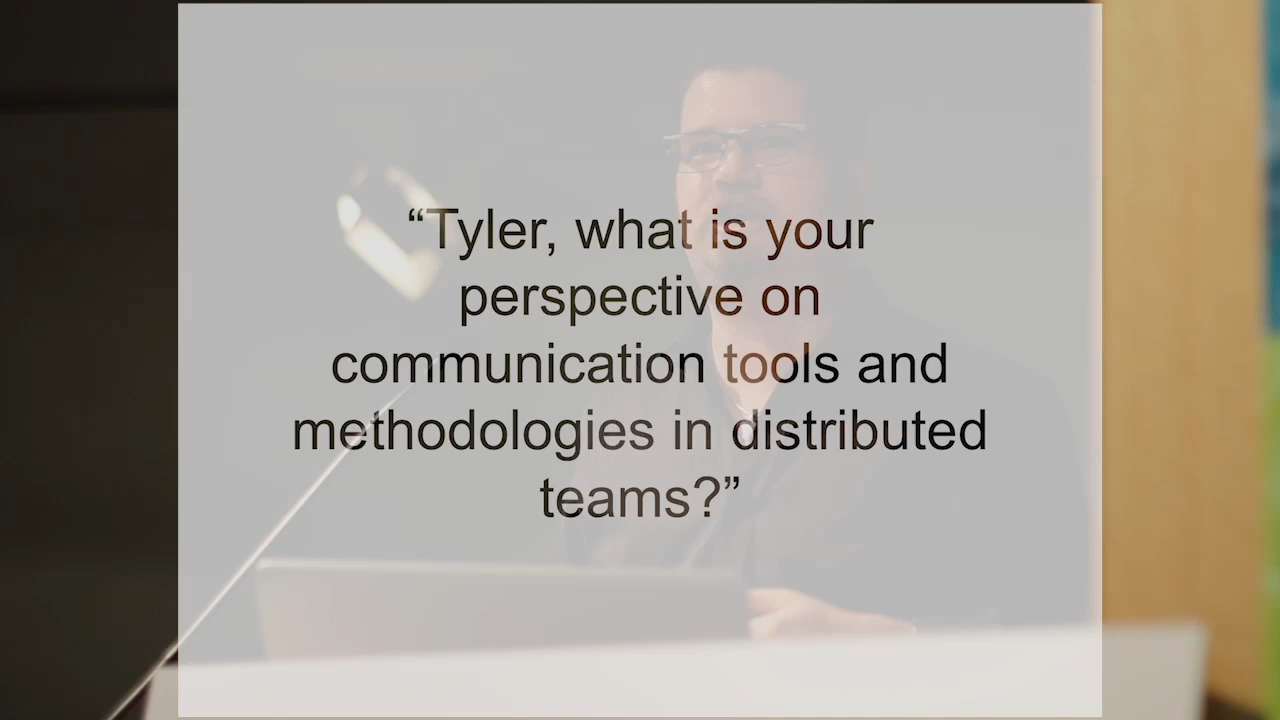 “Tyler, what is your
perspective on
communication tools and
methodologies in distributed
teams?”